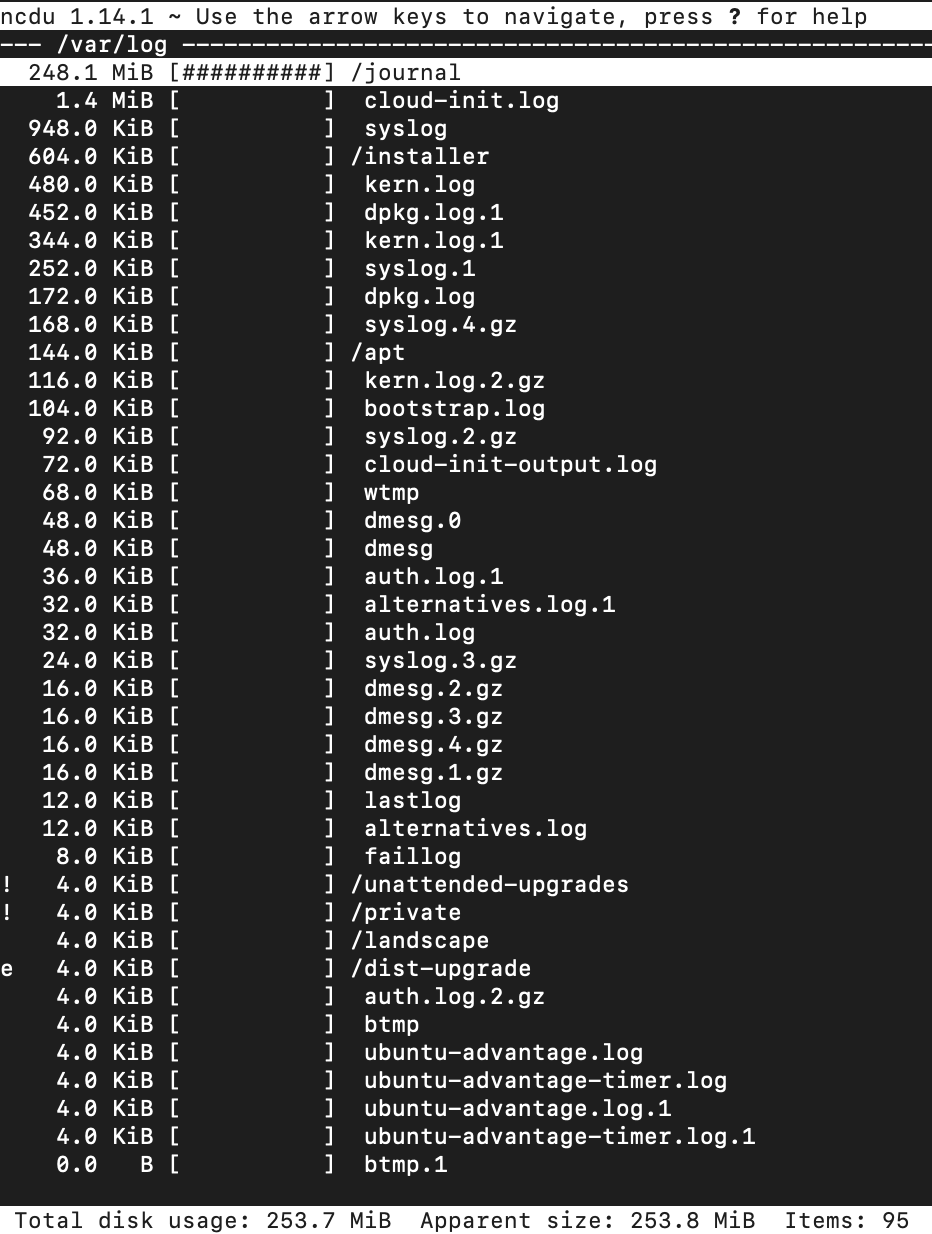 ncdu 1.14.1 ~ Use the arrow keys to navigate, press ? for help
--- /var/log ------------------------------------------------------
  248.1 MiB [##########] /journal
    1.4 MiB [          ]  cloud-init.log
  948.0 KiB [          ]  syslog
  604.0 KiB [          ] /installer
  480.0 KiB [          ]  kern.log
  452.0 KiB [          ]  dpkg.log.1
  344.0 KiB [          ]  kern.log.1
  252.0 KiB [          ]  syslog.1
  172.0 KiB [          ]  dpkg.log
  168.0 KiB [          ]  syslog.4.gz
  144.0 KiB [          ] /apt
  116.0 KiB [          ]  kern.log.2.gz
  104.0 KiB [          ]  bootstrap.log
   92.0 KiB [          ]  syslog.2.gz
   72.0 KiB [          ]  cloud-init-output.log
   68.0 KiB [          ]  wtmp
   48.0 KiB [          ]  dmesg.0
   48.0 KiB [          ]  dmesg
   36.0 KiB [          ]  auth.log.1
   32.0 KiB [          ]  alternatives.log.1
   32.0 KiB [          ]  auth.log
   24.0 KiB [          ]  syslog.3.gz
   16.0 KiB [          ]  dmesg.2.gz
   16.0 KiB [          ]  dmesg.3.gz
   16.0 KiB [          ]  dmesg.4.gz
   16.0 KiB [          ]  dmesg.1.gz
   12.0 KiB [          ]  lastlog
   12.0 KiB [          ]  alternatives.log
    8.0 KiB [          ]  faillog
!   4.0 KiB [          ] /unattended-upgrades
!   4.0 KiB [          ] /private
    4.0 KiB [          ] /landscape
e   4.0 KiB [          ] /dist-upgrade
    4.0 KiB [          ]  auth.log.2.gz
    4.0 KiB [          ]  btmp
    4.0 KiB [          ]  ubuntu-advantage.log
    4.0 KiB [          ]  ubuntu-advantage-timer.log
    4.0 KiB [          ]  ubuntu-advantage.log.1
    4.0 KiB [          ]  ubuntu-advantage-timer.log.1
    0.0   B [          ]  btmp.1
 Total disk usage: 253.7 MiB  Apparent size: 253.8 MiB  Items: 95